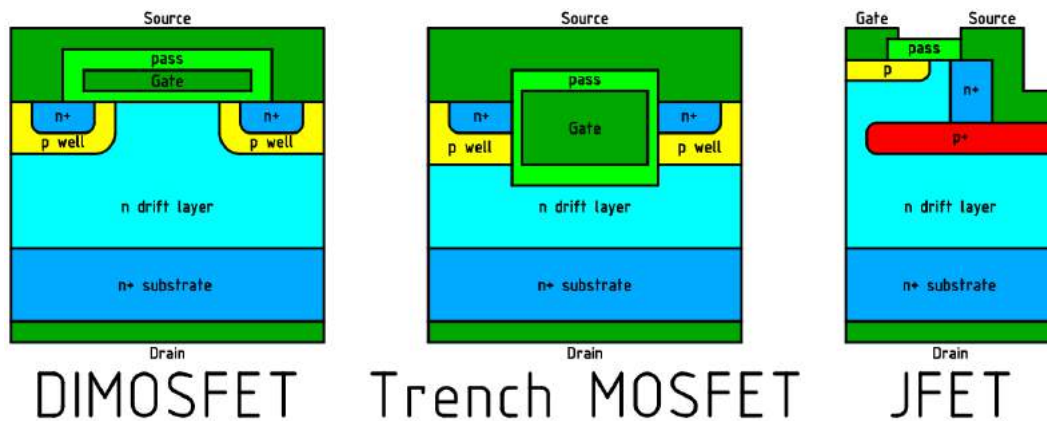 Source
pass
Gate
n+
n+
p well
p well
n drift layer
n+ substrate
Drain
DIMOSFET
Source
pass
n+
Gate
n+
p well
p well
n drift layer
n+ substrate
Drain
Trench MOSFET
Gate
Source
pass
p
n+
p+
n drift layer
n+ substrate
Drain
JFET